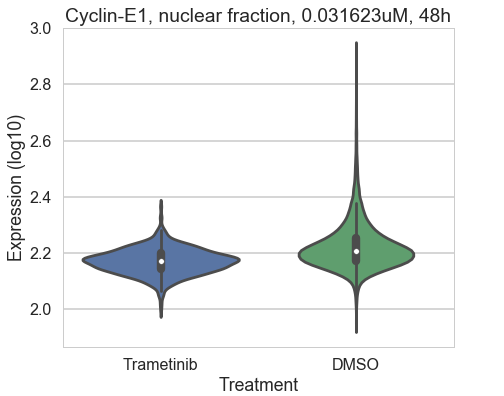 Cyclin-E1, nuclear fraction, 0.031623uM, 48h
3.0
2.8
2.6
2.4
2.2
2.0
Expression (log10)
Trametinib
DMSO
Treatment